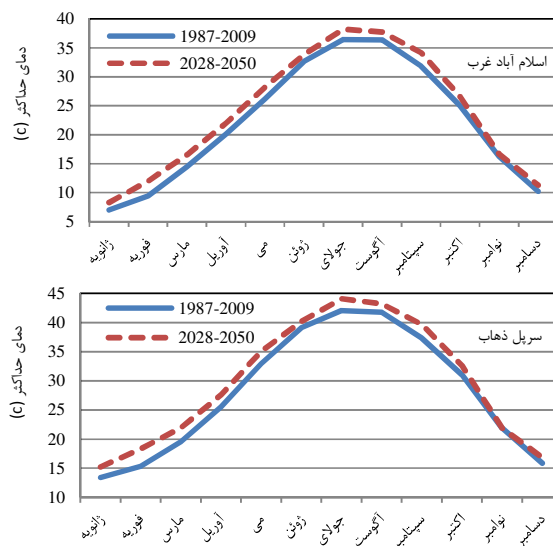 40
35
30
25
20
15
10
5
دمای حداکثر (c)
1987-2009
2028-2050
اسلام آباد غرب
ژانویه
فوریه
مارس
آوریل
می
ژوئن
جولای
آگوست
سپتامبر
اکتبر
نوامبر
دسامبر
45
40
35
30
25
20
15
10
دمای حداکثر (c)
1987-2009
2028-2050
سرپل ذهاب
ژانویه
فوریه
مارس
آوریل
می
ژوئن
جولای
آگوست
سپتامبر
اکتبر
نوامبر
دسامبر